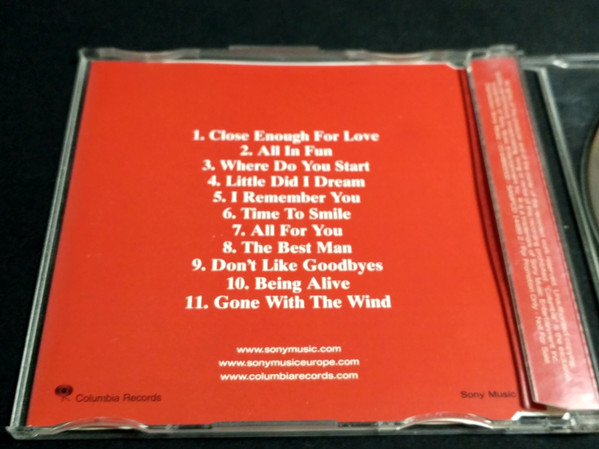 1. Close Enough For Love
2. All In Fun
3. Where Do You Start
4. Little Did I Dream
5. I Remember You
6. Time To Smile
7. All For You
8. The Best Man
9. Don't Like Goodbyes
10. Being Alive
11. Gone With The Wind
www.sonymusic.com
www.sonymusiceurope.com
www.columbiarecords.com
Columbia Records
Sony Music